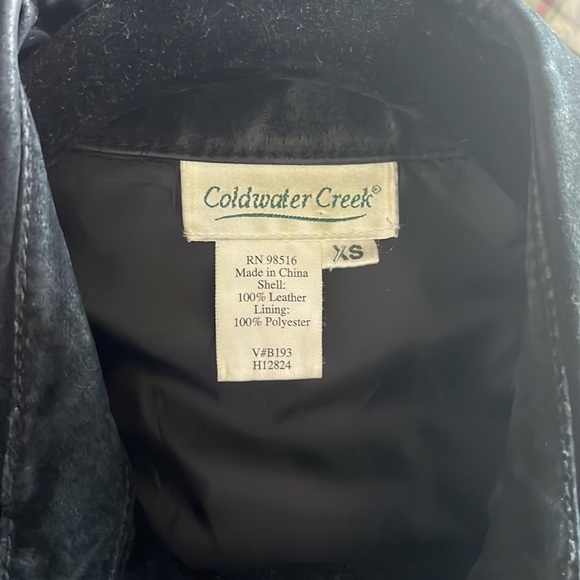 Coldwater Creek®
XS
RN 98516
Made in China
Shell:
100% Leather
Lining:
100% Polyester
V#B193
H12824